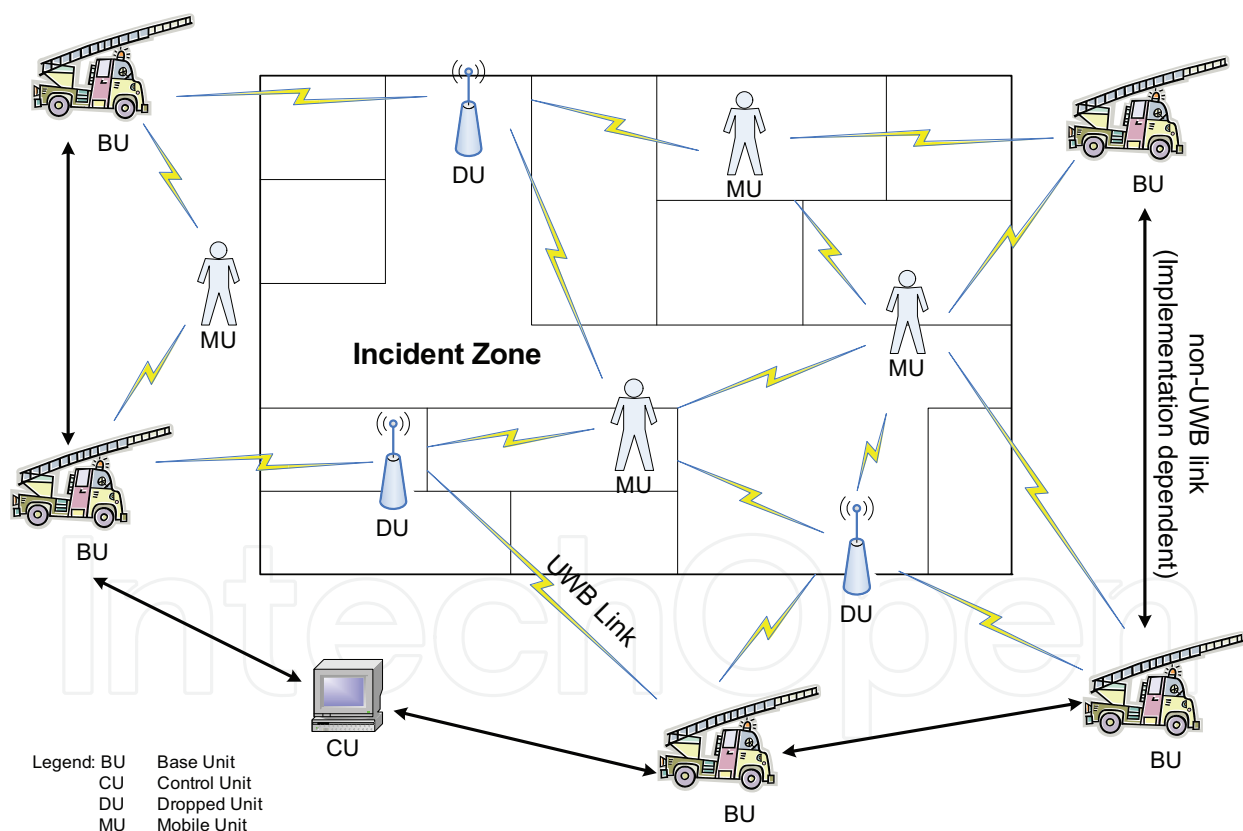 BU
DU
MU
BU
MU
MU
Incident Zone
non-UWB link
(Implementation dependent)
MU
BU
DU
UWB Link
DU
IntechOpen
CU
BU
BU
Legend: BU Base Unit
CU Control Unit
DU Dropped Unit
MU Mobile Unit